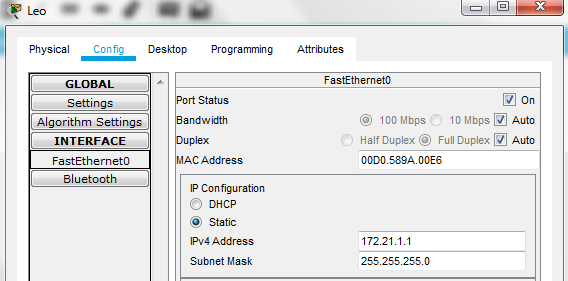 Leo
Physical Config Desktop Programming Attributes
GLOBAL
Settings
Algorithm Settings
INTERFACE
FastEthernet0
Bluetooth
FastEthernet0
Port Status On
Bandwidth 100 Mbps 10 Mbps Auto
Duplex Half Duplex Full Duplex Auto
MAC Address 00D0.589A.00E6
IP Configuration
DHCP
Static
IPv4 Address 172.21.1.1
Subnet Mask 255.255.255.0